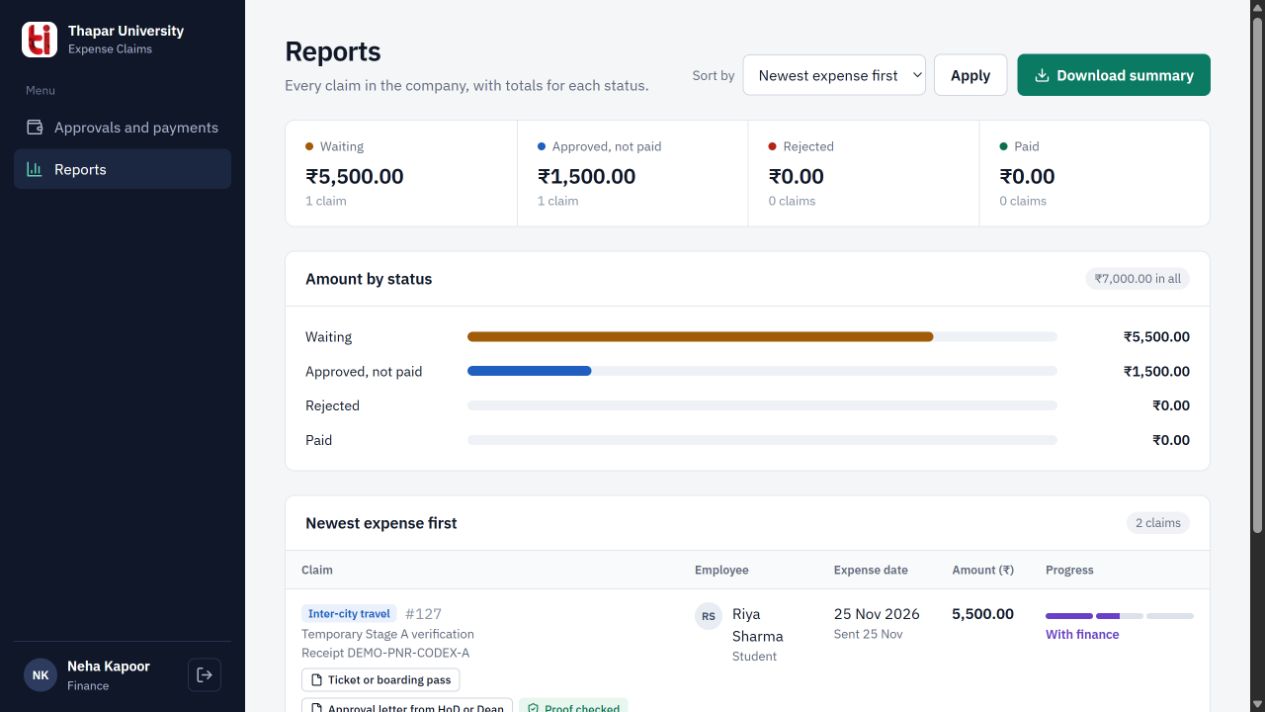 Thapar University
Expense Claims
Menu
Approvals and payments
Reports
Neha Kapoor
NK
Finance
Reports
Every claim in the company, with totals for each status.
Sort by
Newest expense first
Apply
Download summary
Waiting
₹5,500.00
1 claim
Approved, not paid
₹1,500.00
1 claim
Rejected
₹0.00
0 claims
Paid
₹0.00
0 claims
Amount by status
₹7,000.00 in all
Waiting ₹5,500.00
Approved, not paid ₹1,500.00
Rejected ₹0.00
Paid ₹0.00
Newest expense first
2 claims
Claim Employee Expense date Amount (₹) Progress
Inter-city travel #127
Temporary Stage A verification
Receipt DEMO-PNR-CODEX-A
Ticket or boarding pass
Approval letter from HoD or Dean
Proof checked
RS
Riya
Sharma
Student
25 Nov 2026
Sent 25 Nov
5,500.00
With finance